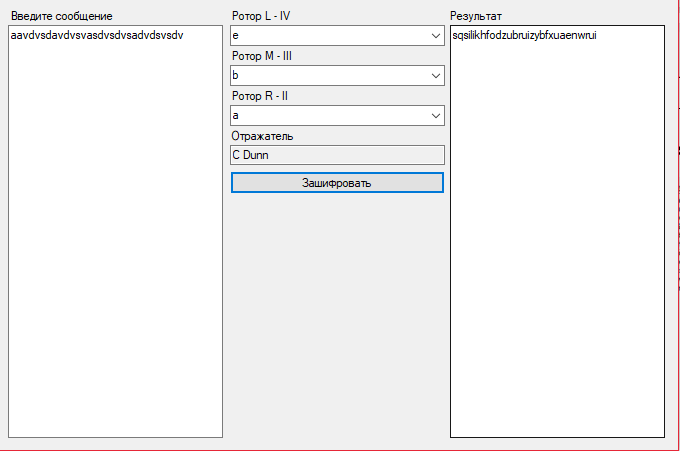 Введите сообщение
aavdvsdavdvsvasdvsdvsadvdsvsdv
Ротор L - IV
e
Ротор M - III
b
Ротор R - II
a
Отражатель
C Dunn
Зашифровать
Результат
sqsilikhfodzubruizybfxuaenwrui